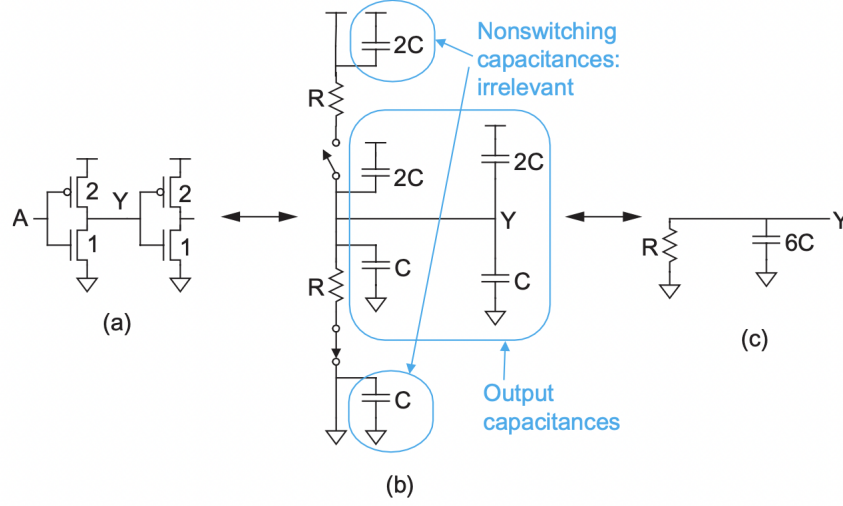 A
2
1
Y
2
1
(a)
2C
Nonswitching
capacitances:
irrelevant
R
2C
2C
Y
R
C
C
C
Output
capacitances
(b)
Y
R
6C
(c)